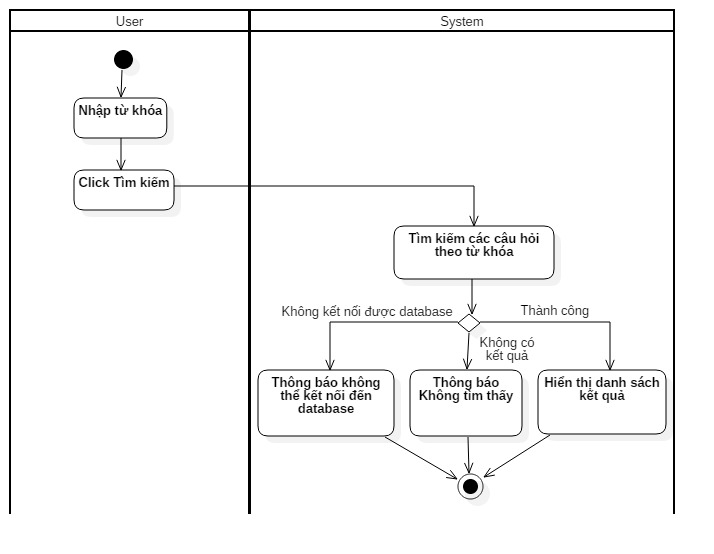 User
System
Nhập từ khóa
Click Tìm kiếm
Tìm kiếm các câu hỏi
theo từ khóa
Không kết nối được database
Thành công
Không có
kết quả
Thông báo không
thể kết nối đến
database
Thông báo
Không tìm thấy
Hiển thị danh sách
kết quả